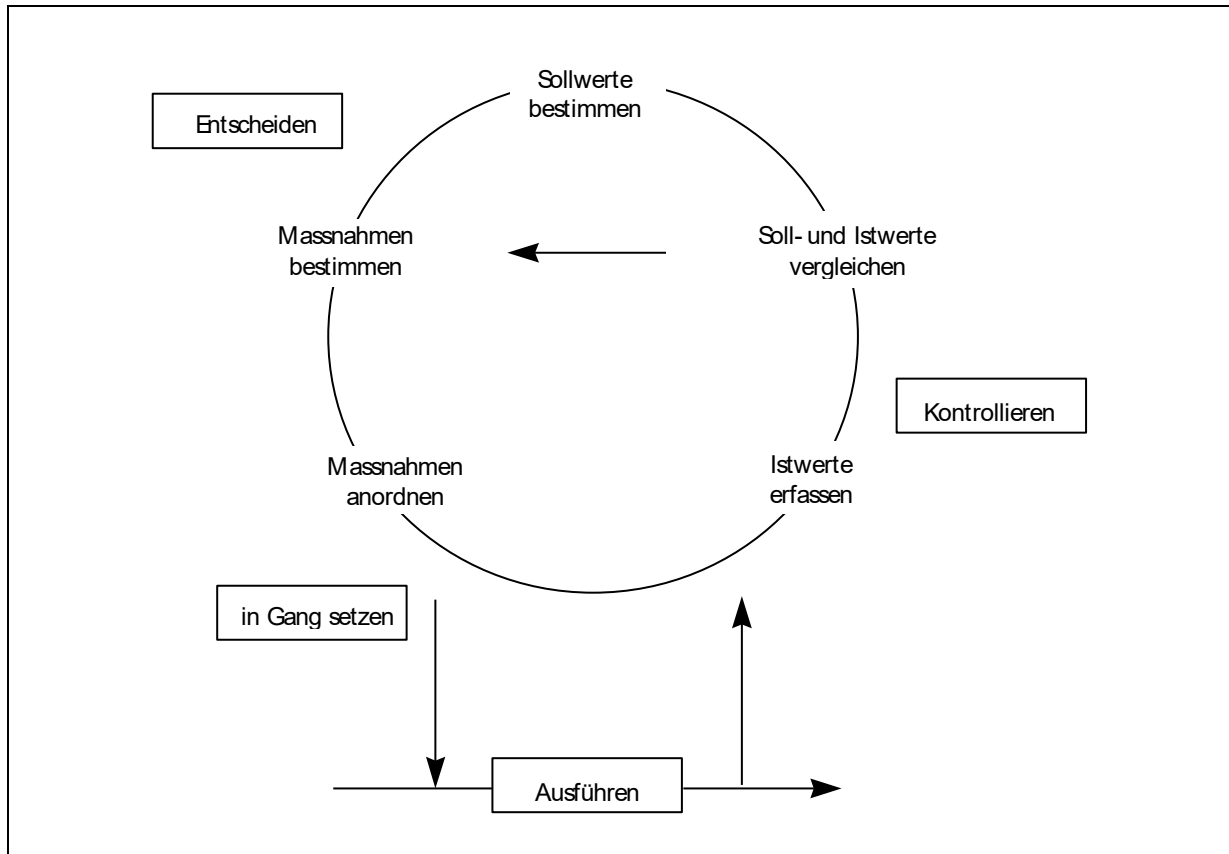 Sollwerte
bestimmen
Entscheiden
Massnahmen
bestimmen
Soll- und Istwerte
vergleichen
Kontrollieren
Massnahmen
anordnen
Istwerte
erfassen
in Gang setzen
Ausführen